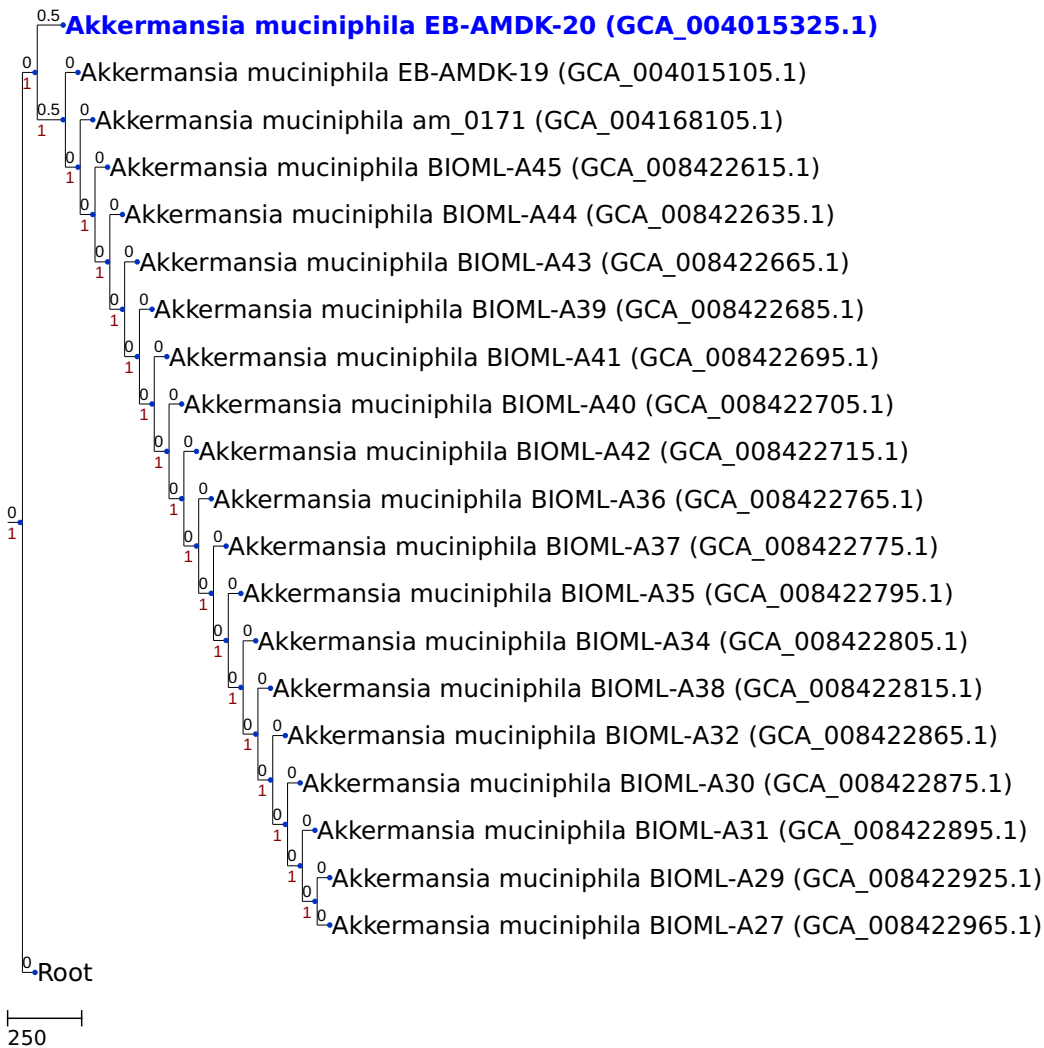 0.5
Akkermansia muciniphila EB-AMDK-20 (GCA_004015325.1)
0
1
0
Akkermansia muciniphila EB-AMDK-19 (GCA_004015105.1)
0.5
1
0
Akkermansia muciniphila am_0171 (GCA_004168105.1)
0
1
0
Akkermansia muciniphila BIOML-A45 (GCA_008422615.1)
0
1
0
Akkermansia muciniphila BIOML-A44 (GCA_008422635.1)
0
1
0
Akkermansia muciniphila BIOML-A43 (GCA_008422665.1)
0
1
0
Akkermansia muciniphila BIOML-A39 (GCA_008422685.1)
0
1
0
Akkermansia muciniphila BIOML-A41 (GCA_008422695.1)
0
1
0
Akkermansia muciniphila BIOML-A40 (GCA_008422705.1)
0
1
0
Akkermansia muciniphila BIOML-A42 (GCA_008422715.1)
0
1
0
Akkermansia muciniphila BIOML-A36 (GCA_008422765.1)
0
1
0
1
0
Akkermansia muciniphila BIOML-A37 (GCA_008422775.1)
0
1
0
Akkermansia muciniphila BIOML-A35 (GCA_008422795.1)
0
1
0
Akkermansia muciniphila BIOML-A34 (GCA_008422805.1)
0
1
0
Akkermansia muciniphila BIOML-A38 (GCA_008422815.1)
0
1
0
Akkermansia muciniphila BIOML-A32 (GCA_008422865.1)
0
1
0
Akkermansia muciniphila BIOML-A30 (GCA_008422875.1)
0
1
0
Akkermansia muciniphila BIOML-A31 (GCA_008422895.1)
0
1
0
Akkermansia muciniphila BIOML-A29 (GCA_008422925.1)
0
1
0
Akkermansia muciniphila BIOML-A27 (GCA_008422965.1)
0
Root
250